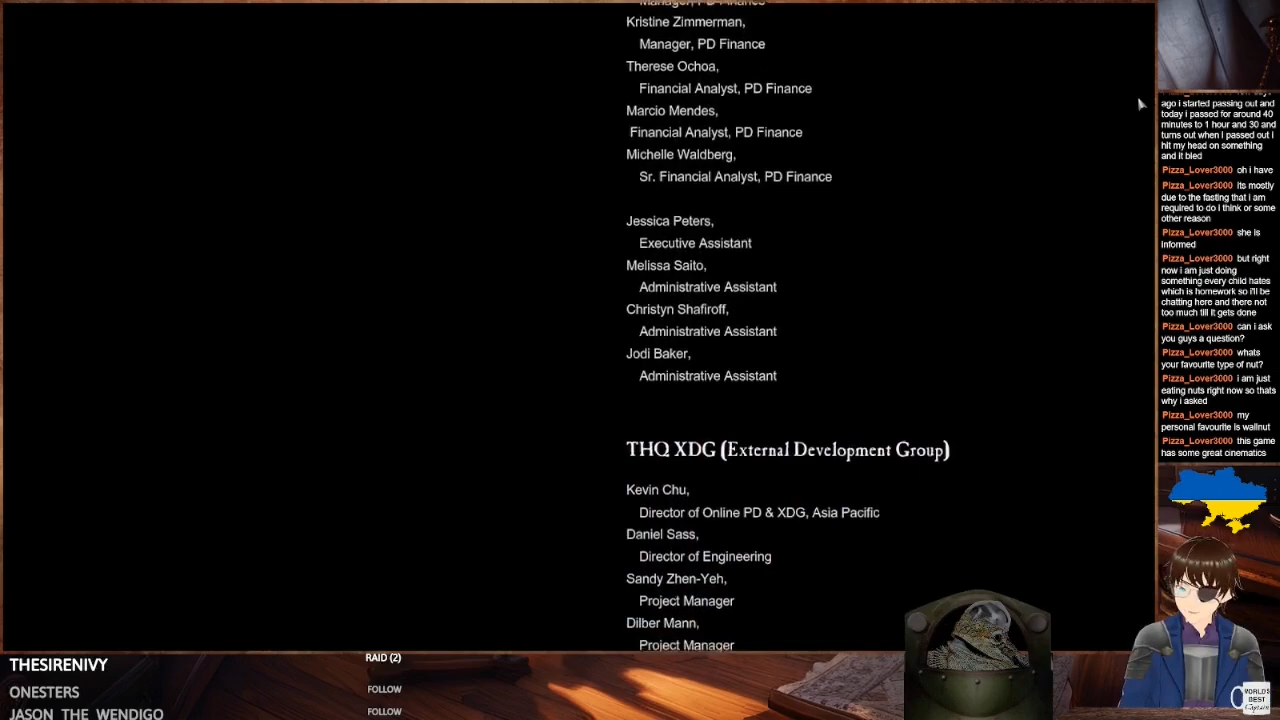 Kristine Zimmerman,
Manager, PD Finance
Therese Ochoa,
Financial Analyst, PD Finance
Marcio Mendes,
Financial Analyst, PD Finance
Michelle Waldberg,
Sr. Financial Analyst, PD Finance
Jessica Peters,
Executive Assistant
Melissa Saito,
Administrative Assistant
Christyn Shafiroff,
Administrative Assistant
Jodi Baker,
Administrative Assistant
THQ XDG (External Development Group)
Kevin Chu,
Director of Online PD & XDG, Asia Pacific
Daniel Sass,
Director of Engineering
Sandy Zhen-Yeh,
Project Manager
Dilber Mann,
Project Manager
ago i started passing out and
today i passed for around 40
minutes to 1 hour and 30 and
turns out when i passed out i
hit my head on something
and it bled
Pizza_Lover3000 oh i have
Pizza_Lover3000 its mostly
due to the fasting that i am
required to do i think or some
other reason
Pizza_Lover3000 she is
informed
Pizza_Lover3000 but right
now i am just doing
something every child hates
which is homework so i'll be
chatting here and there not
too much till it gets done
Pizza_Lover3000 can i ask
you guys a question?
Pizza_Lover3000 whats
your favourite type of nut?
Pizza_Lover3000 i am just
eating nuts right now so thats
why i asked
Pizza_Lover3000 my
personal favourite is wallnut
Pizza_Lover3000 this game
has some great cinematics
THESIRENIVY
RAID (2)
ONESTERS
FOLLOW
JASON_THE_WENDIGO
FOLLOW
WORLD'S
BEST
Captain